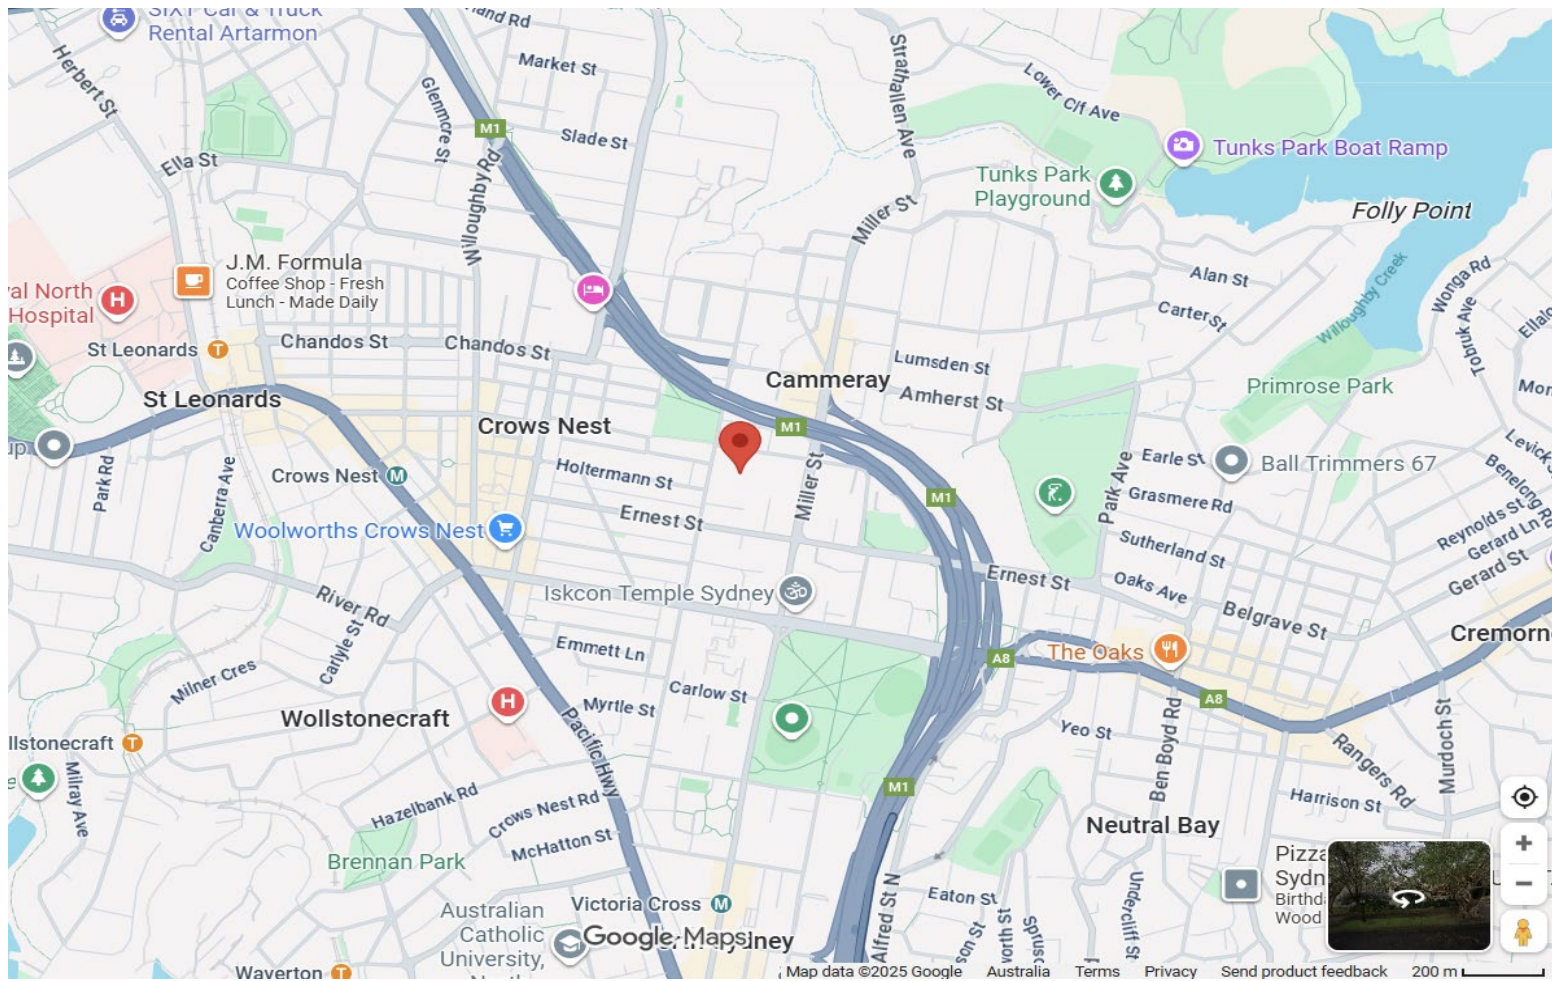 SIXT Car & Truck
Rental Artarmon
Herbert St
Market St
Glenmore St
Strathallen Ave
Lower Clf Ave
M1
Slade St
Willoughby Rd
Ella St
Tunks Park Boat Ramp
Tunks Park
Playground
Miller St
Folly Point
J.M. Formula
Coffee Shop - Fresh
Lunch - Made Daily
val North
Hospital
H
Alan St
Carter St
Willoughby Creek
Wonga Rd
Tobruk Ave
St Leonards
T
Chandos St
Chandos St
Lumsden St
Cammeray
Amherst St
Primrose Park
St Leonards
Crows Nest
M1
Park Rd
Canberra Ave
Crows Nest
M
Holtermann St
Miller St
M1
Park Ave
Earle St
Ball Trimmers 67
Grasmere Rd
Benelong Rd
Reynolds St
Gerard Ln
Gerard St
Woolworths Crows Nest
Ernest St
Sutherland St
Iskcon Temple Sydney
Ernest St
Oaks Ave
Belgrave St
Cremorn
River Rd
Carlyle St
Emmett Ln
A8
The Oaks
Milner Cres
Carlow St
Myrtle St
Wollstonecraft
H
Pacific Hwy
A8
Yeo St
Ben Boyd Rd
Rangers Rd
Murdoch St
llstonecraft
T
Milray Ave
Hazelbank Rd
Crows Nest Rd
McHatton St
M1
Harrison St
Neutral Bay
Brennan Park
Pizza
Sydn
Birthd
Wood
Australian
Catholic
University,
Victoria Cross
M
Alfred St N
Eaton St
Undercliff St
Waverton
T
Google Maps
Map data ©2025 Google
Australia
Terms
Privacy
Send product feedback
200 m